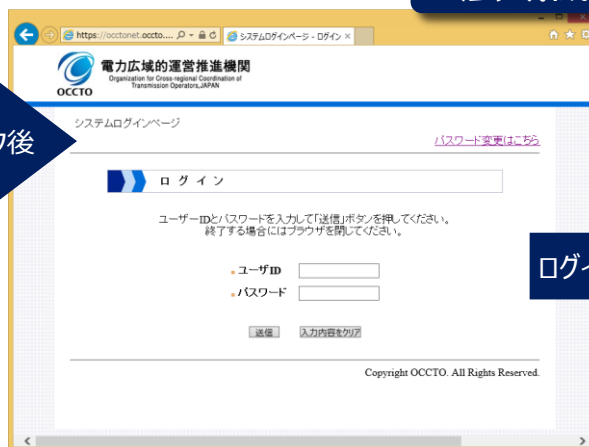 https://occtonet.occto....
システムログインページ - ログイン ×
電力広域的運営推進機関
Organization for Cross-regional Coordination of
Transmission Operators,JAPAN
OCCTO
システムログインページ
パスワード変更はこちら
ログイン
ユーザーIDとパスワードを入力して「送信」ボタンを押してください。
終了する場合にはブラウザを閉じてください。
ユーザID
パスワード
送信 入力内容をクリア
Copyright OCCTO. All Rights Reserved.
ログイ